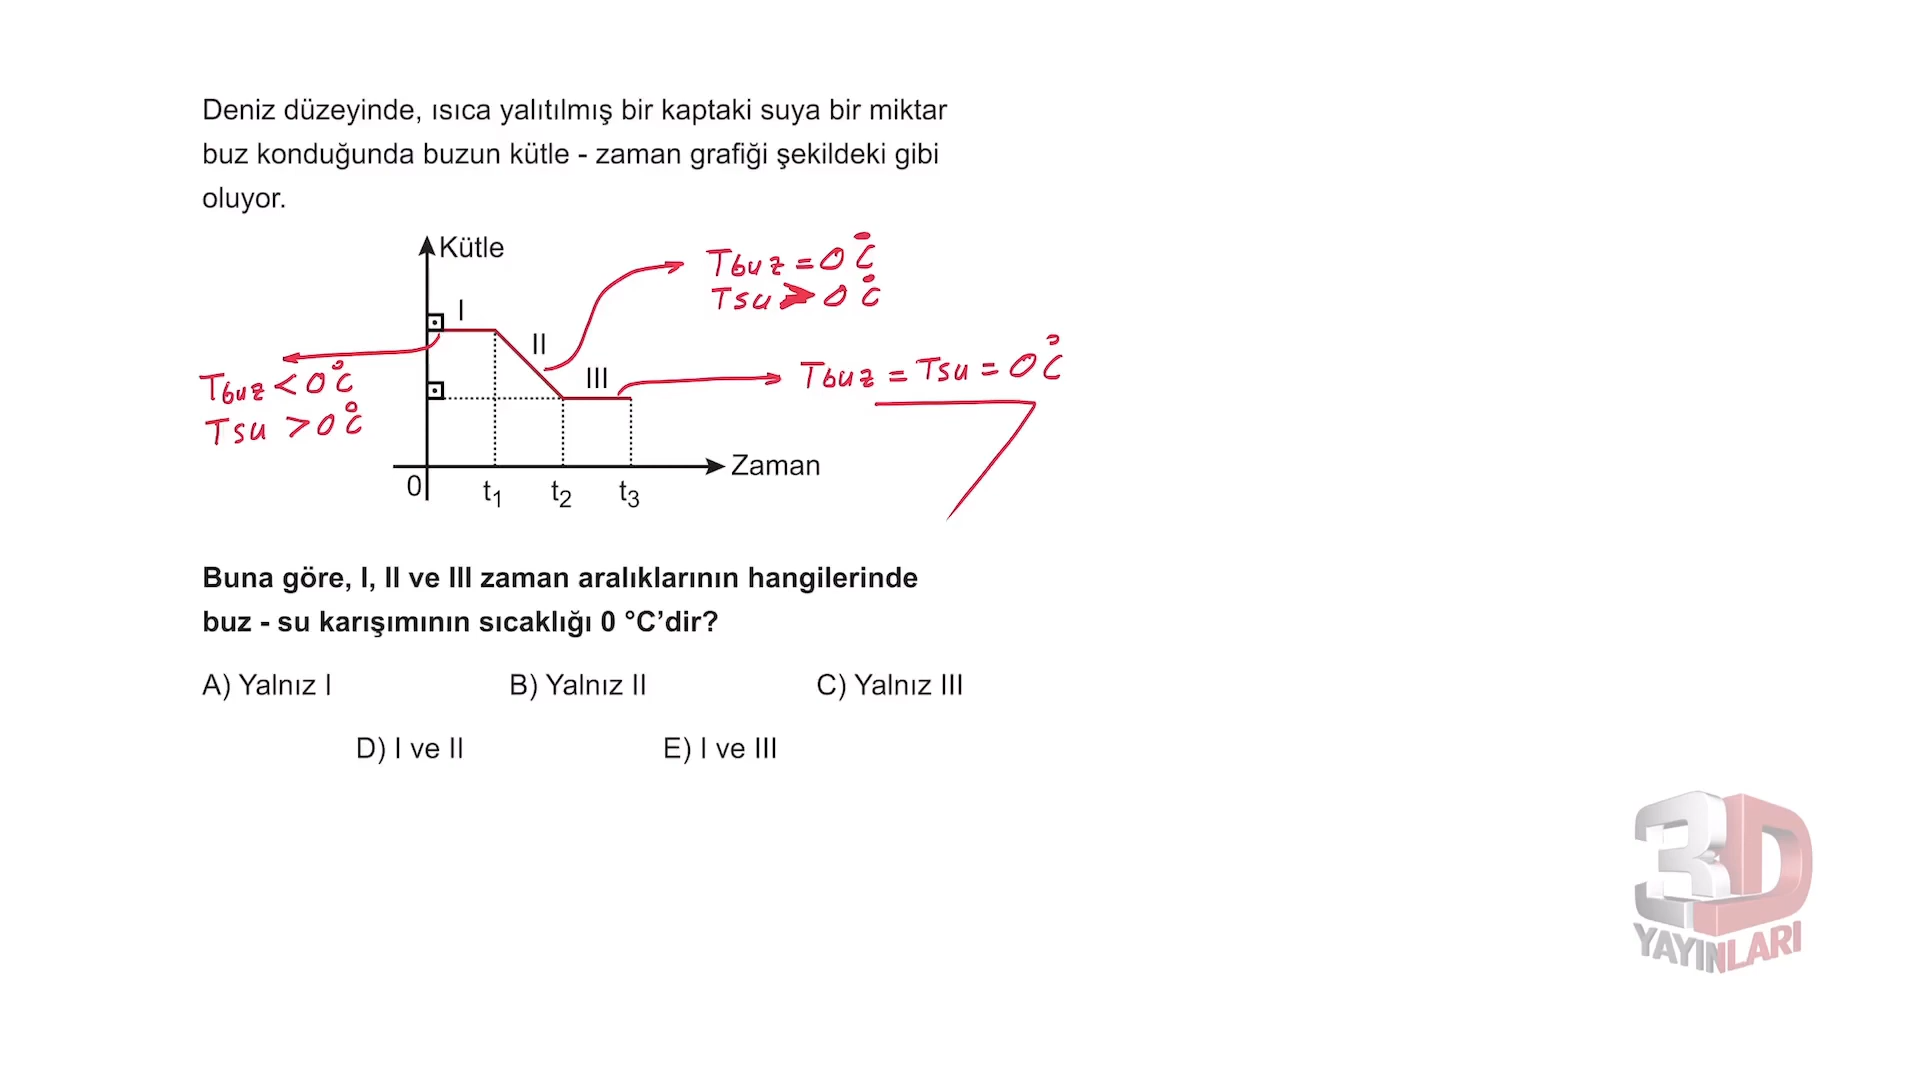 Deniz düzeyinde, ısıca yalıtılmış bir kaptaki suya bir miktar
buz konduğunda buzun kütle - zaman grafiği şekildeki gibi
oluyor.
Kütle
I
II
III
Tbuz = 0 °C
Tsu > 0 °C
Tbuz = Tsu = 0 °C
Tbuz < 0 °C
Tsu > 0 °C
Zaman
0
t1 t2 t3
Buna göre, I, II ve III zaman aralıklarının hangilerinde
buz - su karışımının sıcaklığı 0 °C’dir?
A) Yalnız I B) Yalnız II C) Yalnız III
D) I ve II E) I ve III
3D
YAYINLARI